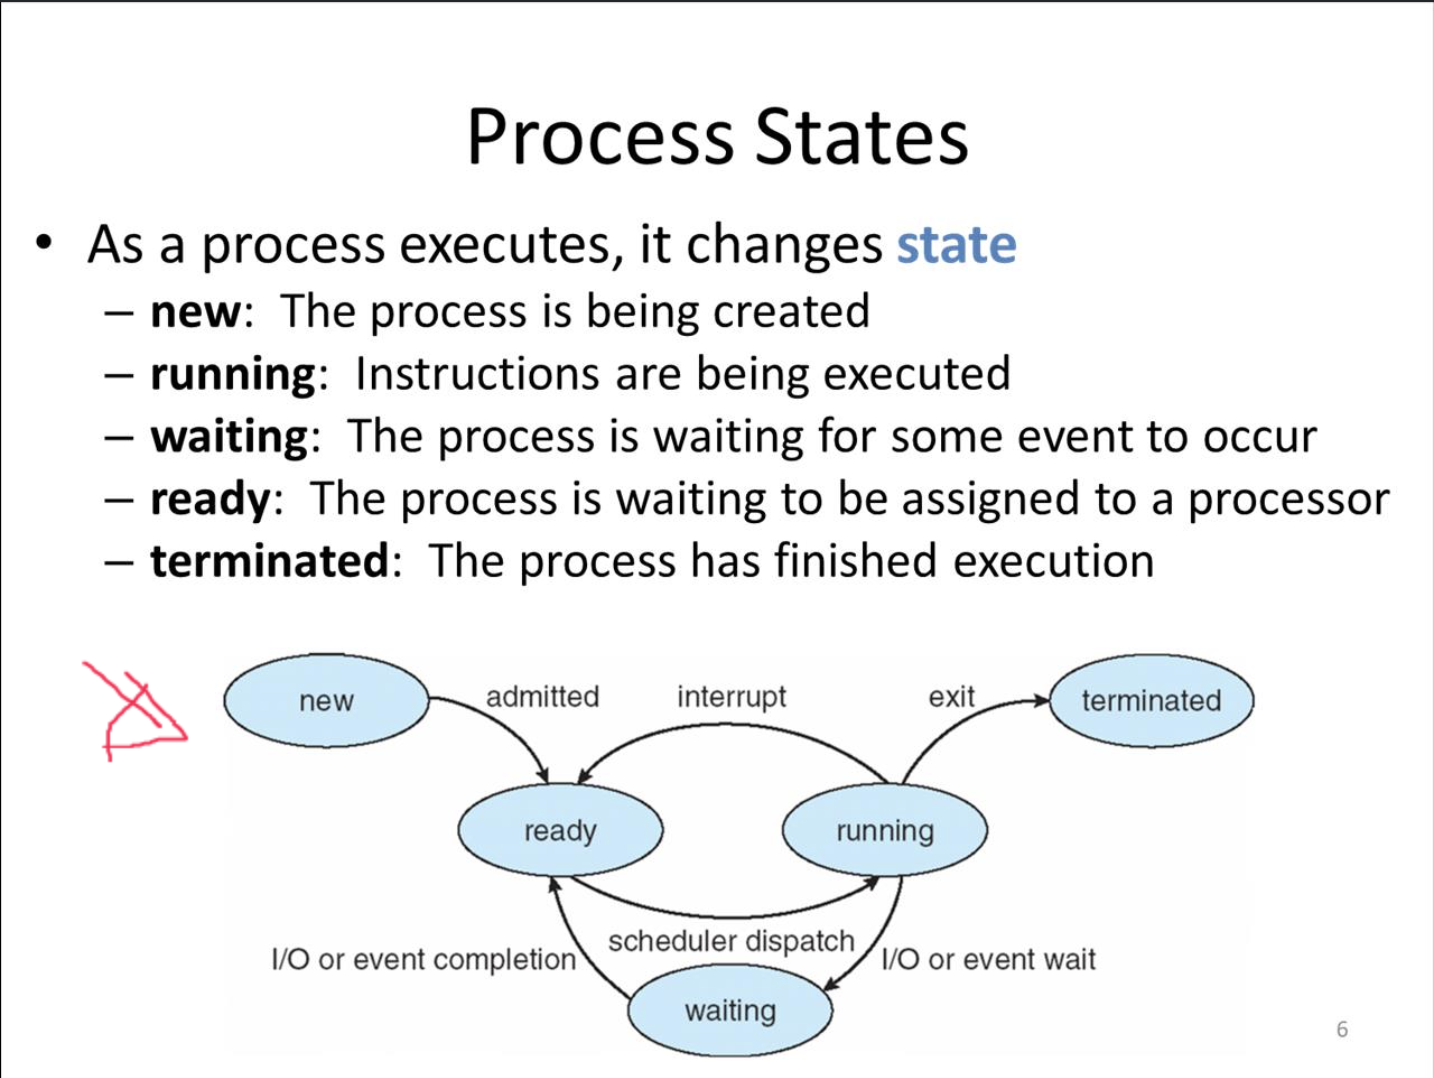 Process States
• As a process executes, it changes state
– new: The process is being created
– running: Instructions are being executed
– waiting: The process is waiting for some event to occur
– ready: The process is waiting to be assigned to a processor
– terminated: The process has finished execution
new
admitted
interrupt
exit
terminated
ready
running
I/O or event completion
scheduler dispatch
I/O or event wait
waiting
6